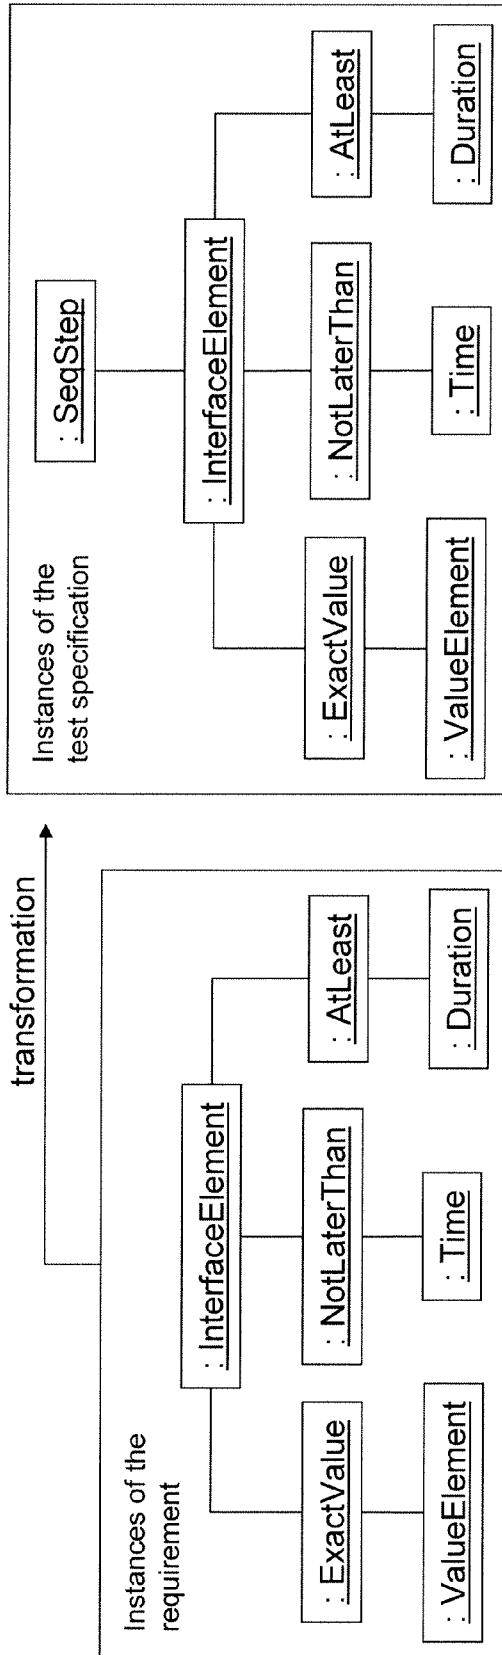 transformation
Instances of the
requirement
: InterfaceElement
: ExactValue
: NotLaterThan
: AtLeast
: ValueElement
: Time
: Duration
Instances of the
test specification
: SeqStep
: InterfaceElement
: ExactValue
: NotLaterThan
: AtLeast
: ValueElement
: Time
: Duration